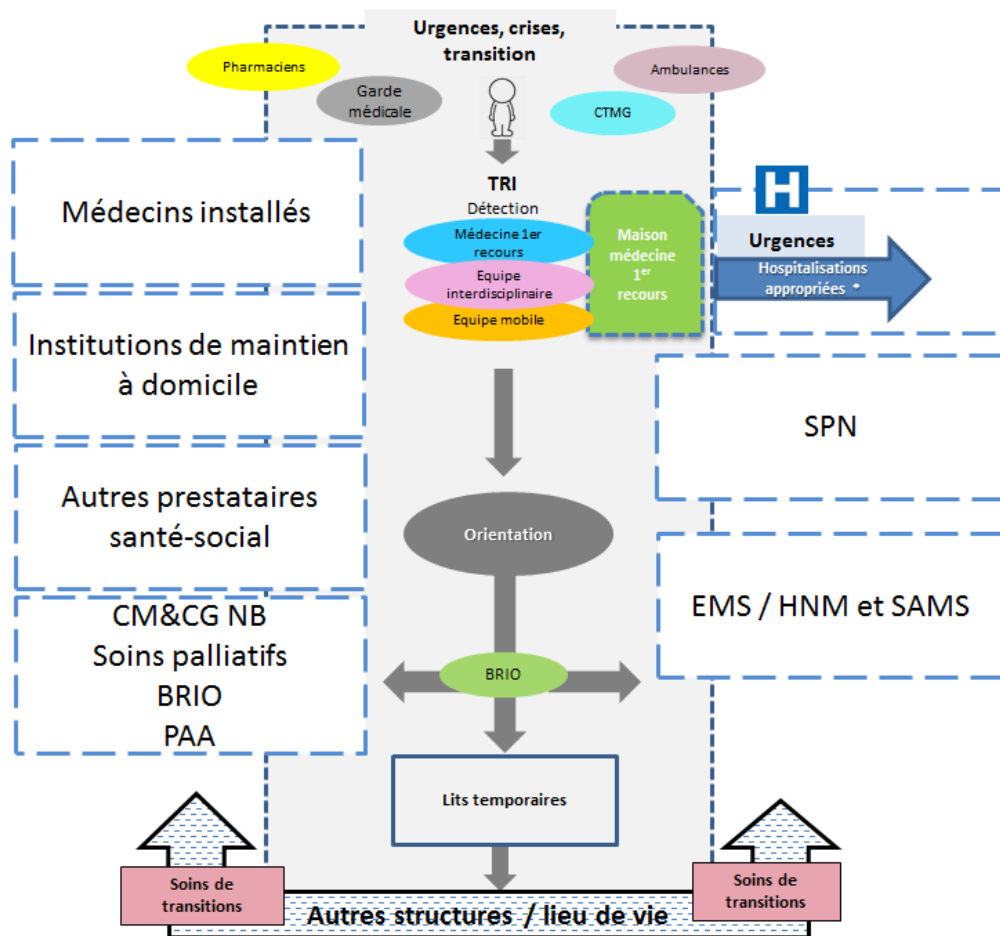 Urgences, crises,
transition
Pharmaciens
Ambulances
Garde
médicale
CTMG
TRI
Détection
Médecine 1er
recours
Equipe
interdisciplinaire
Equipe mobile
Maison
médecine
1er
recours
H
Urgences
Hospitalisations
appropriées *
Médecins installés
Institutions de maintien
à domicile
Autres prestataires
santé-social
CM&CG NB
Soins palliatifs
BRIO
PAA
SPN
EMS / HNM et SAMS
Orientation
BRIO
Lits temporaires
Soins de
transitions
Soins de
transitions
Autres structures / lieu de vie